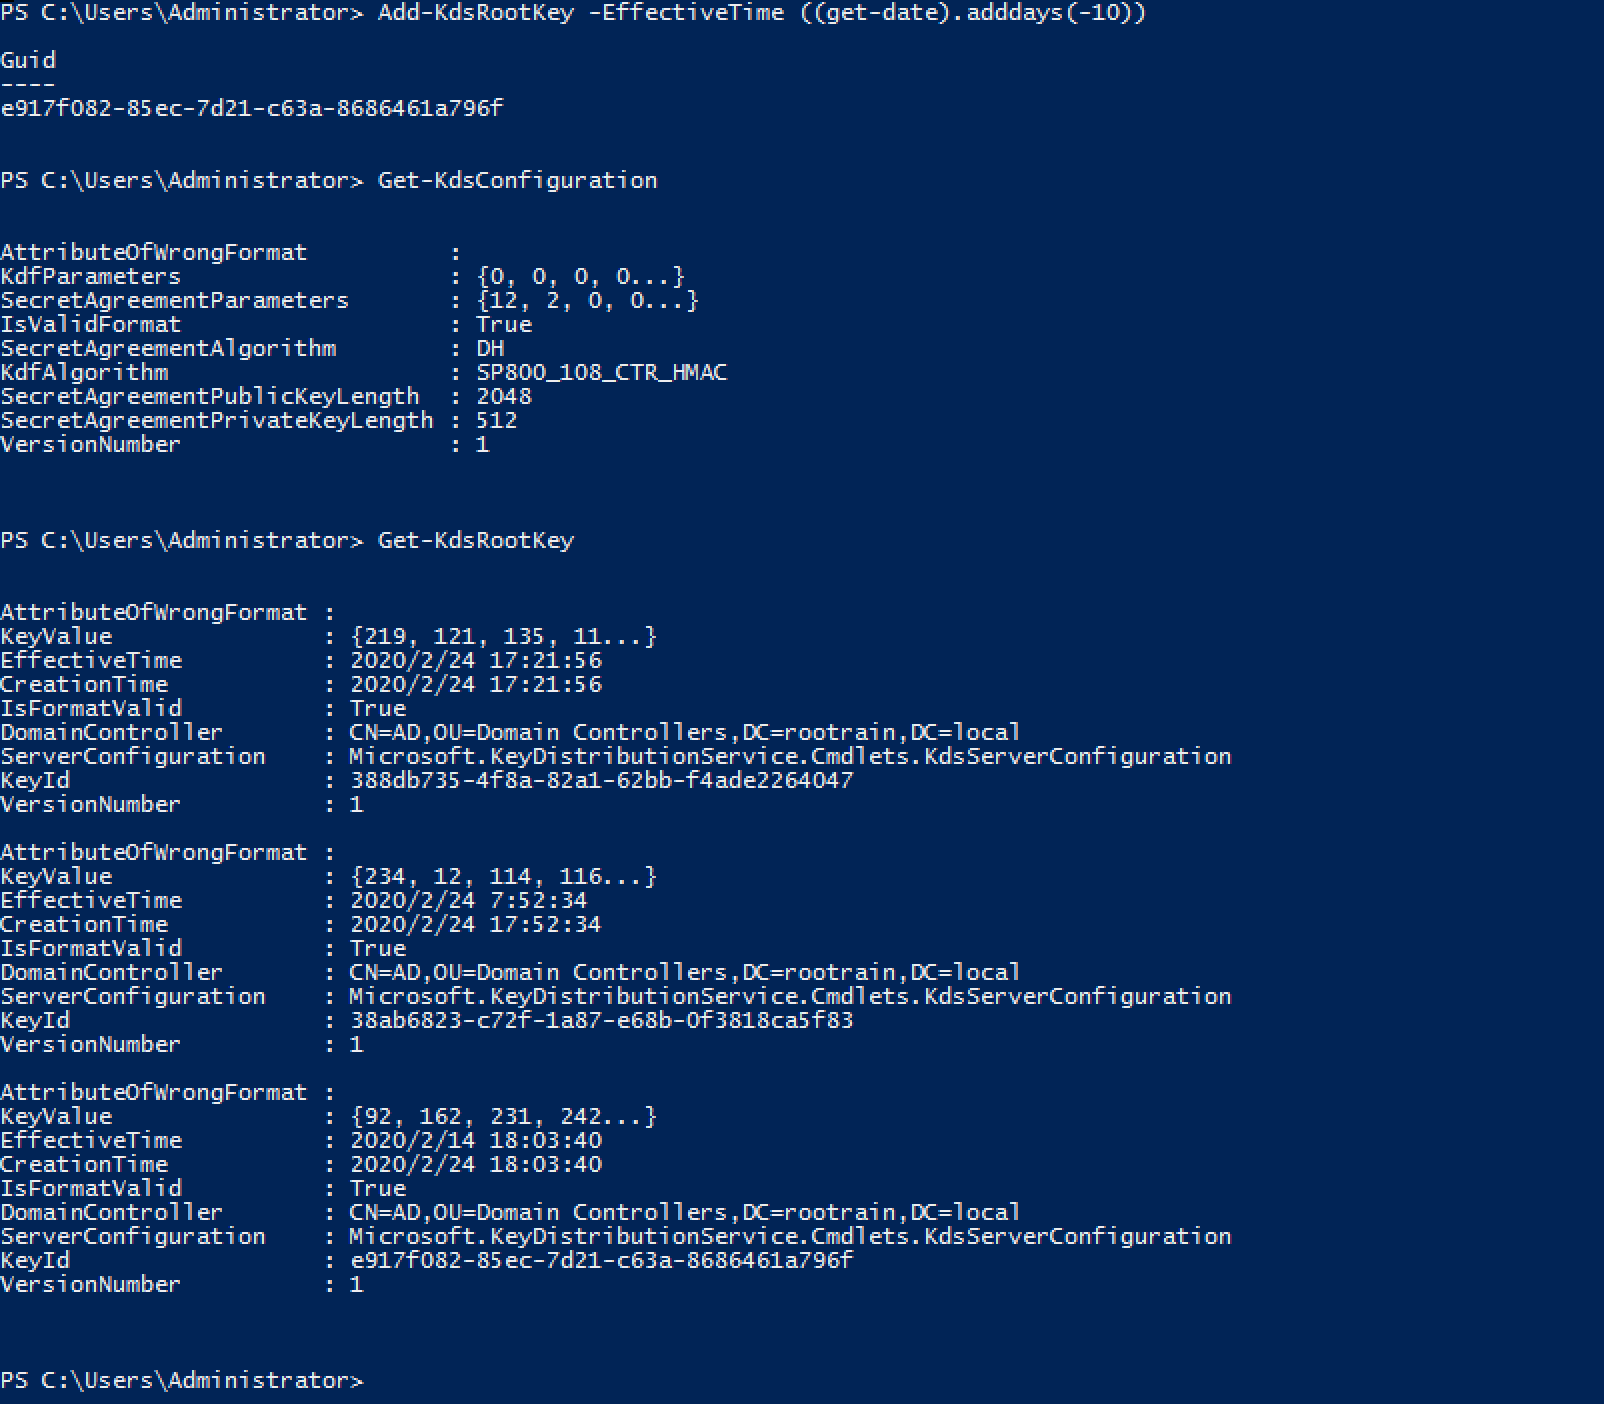 PS C:\Users\Administrator> Add-KdsRootKey -EffectiveTime ((get-date).adddays(-10))
Guid
----
e917f082-85ec-7d21-c63a-8686461a796f
PS C:\Users\Administrator> Get-KdsConfiguration
AttributeOfWrongFormat          :
KdfParameters                   : {0, 0, 0, 0...}
SecretAgreementParameters       : {12, 2, 0, 0...}
IsValidFormat                   : True
SecretAgreementAlgorithm        : DH
KdfAlgorithm                    : SP800_108_CTR_HMAC
SecretAgreementPublicKeyLength  : 2048
SecretAgreementPrivateKeyLength : 512
VersionNumber                   : 1
PS C:\Users\Administrator> Get-KdsRootKey
AttributeOfWrongFormat :
KeyValue               : {219, 121, 135, 11...}
EffectiveTime          : 2020/2/24 17:21:56
CreationTime           : 2020/2/24 17:21:56
IsFormatValid          : True
DomainController       : CN=AD,OU=Domain Controllers,DC=rootrain,DC=local
ServerConfiguration    : Microsoft.KeyDistributionService.Cmdlets.KdsServerConfiguration
KeyId                  : 388db735-4f8a-82a1-62bb-f4ade2264047
VersionNumber          : 1
AttributeOfWrongFormat :
KeyValue               : {234, 12, 114, 116...}
EffectiveTime          : 2020/2/24 7:52:34
CreationTime           : 2020/2/24 17:52:34
IsFormatValid          : True
DomainController       : CN=AD,OU=Domain Controllers,DC=rootrain,DC=local
ServerConfiguration    : Microsoft.KeyDistributionService.Cmdlets.KdsServerConfiguration
KeyId                  : 38ab6823-c72f-1a87-e68b-0f3818ca5f83
VersionNumber          : 1
AttributeOfWrongFormat :
KeyValue               : {92, 162, 231, 242...}
EffectiveTime          : 2020/2/14 18:03:40
CreationTime           : 2020/2/24 18:03:40
IsFormatValid          : True
DomainController       : CN=AD,OU=Domain Controllers,DC=rootrain,DC=local
ServerConfiguration    : Microsoft.KeyDistributionService.Cmdlets.KdsServerConfiguration
KeyId                  : e917f082-85ec-7d21-c63a-8686461a796f
VersionNumber          : 1
PS C:\Users\Administrator>